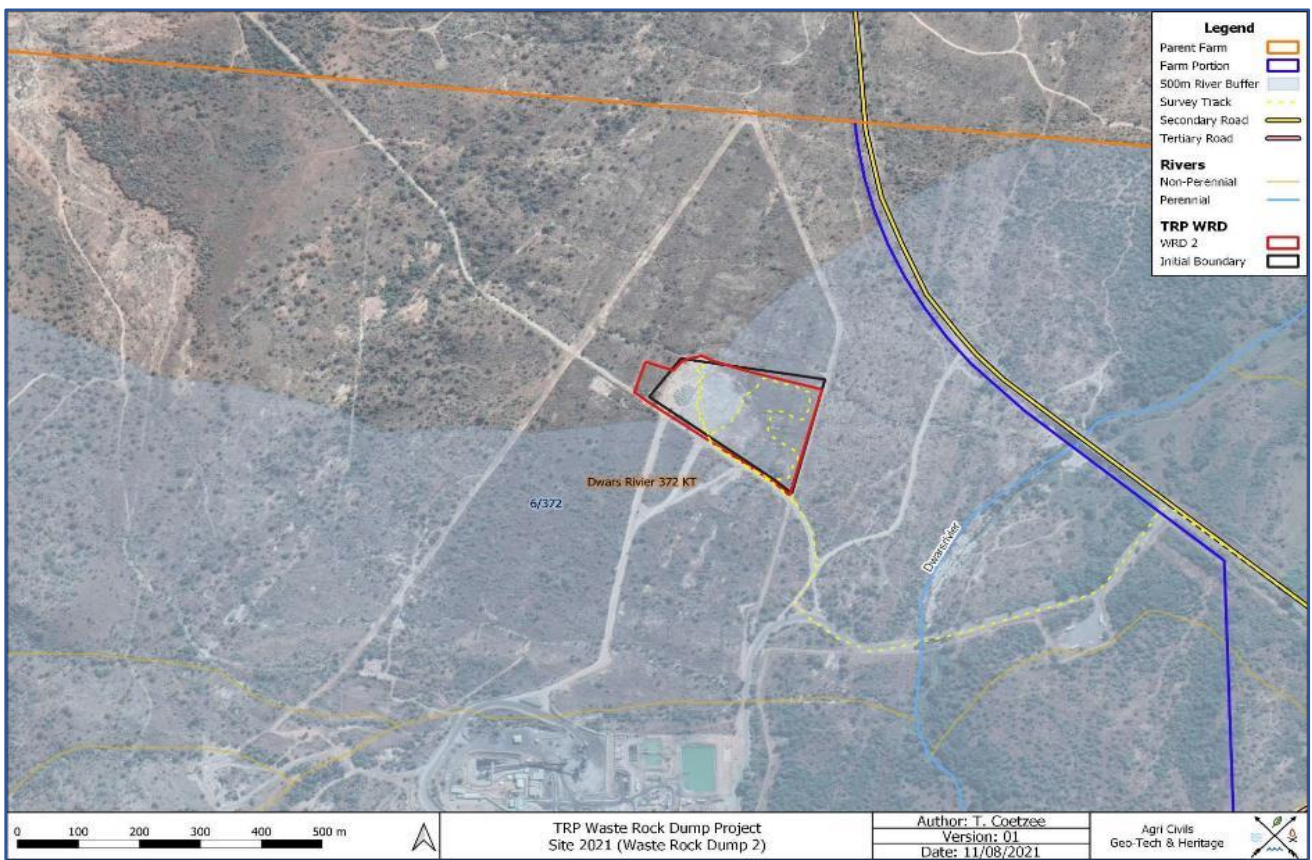 Legend
Parent Farm
Farm Portion
500m River Buffer
Survey Track
Secondary Road
Tertiary Road
Rivers
Non-Perennial
Perennial
TRP WRD
WRD 2
Initial Boundary
Dwars Rivier 372 KT
6/372
Dwarsrivier
0 100 200 300 400 500 m
TRP Waste Rock Dump Project
Site 2021 (Waste Rock Dump 2)
Author: T. Coetzee
Version: 01
Date: 11/08/2021
Agri Civils
Geo-Tech & Heritage